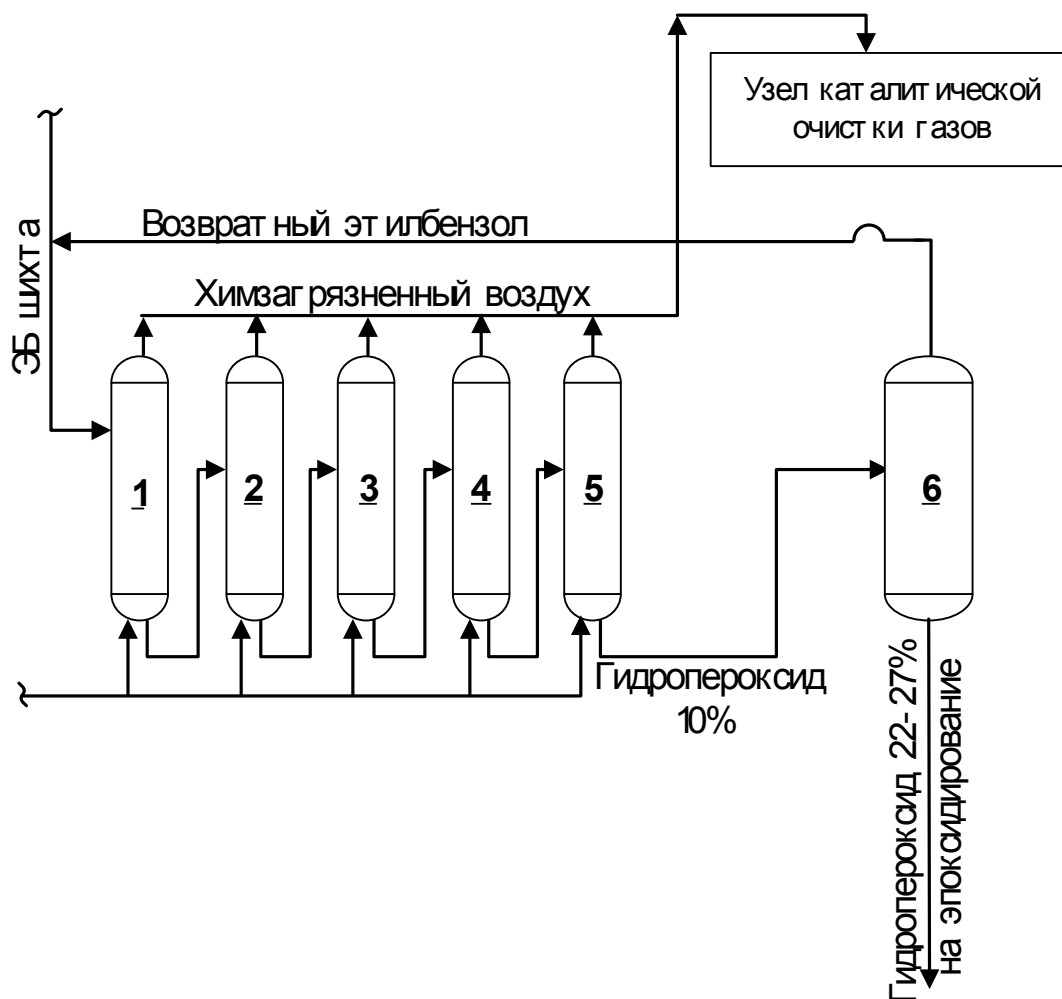 Узел каталитической
очистки газов
Возвратный этилбензол
Химзагрязненный воздух
ЭБ шихта
1
2
3
4
5
6
Гидропероксид
10%
Гидропероксид 22-27%
на эпоксидирование